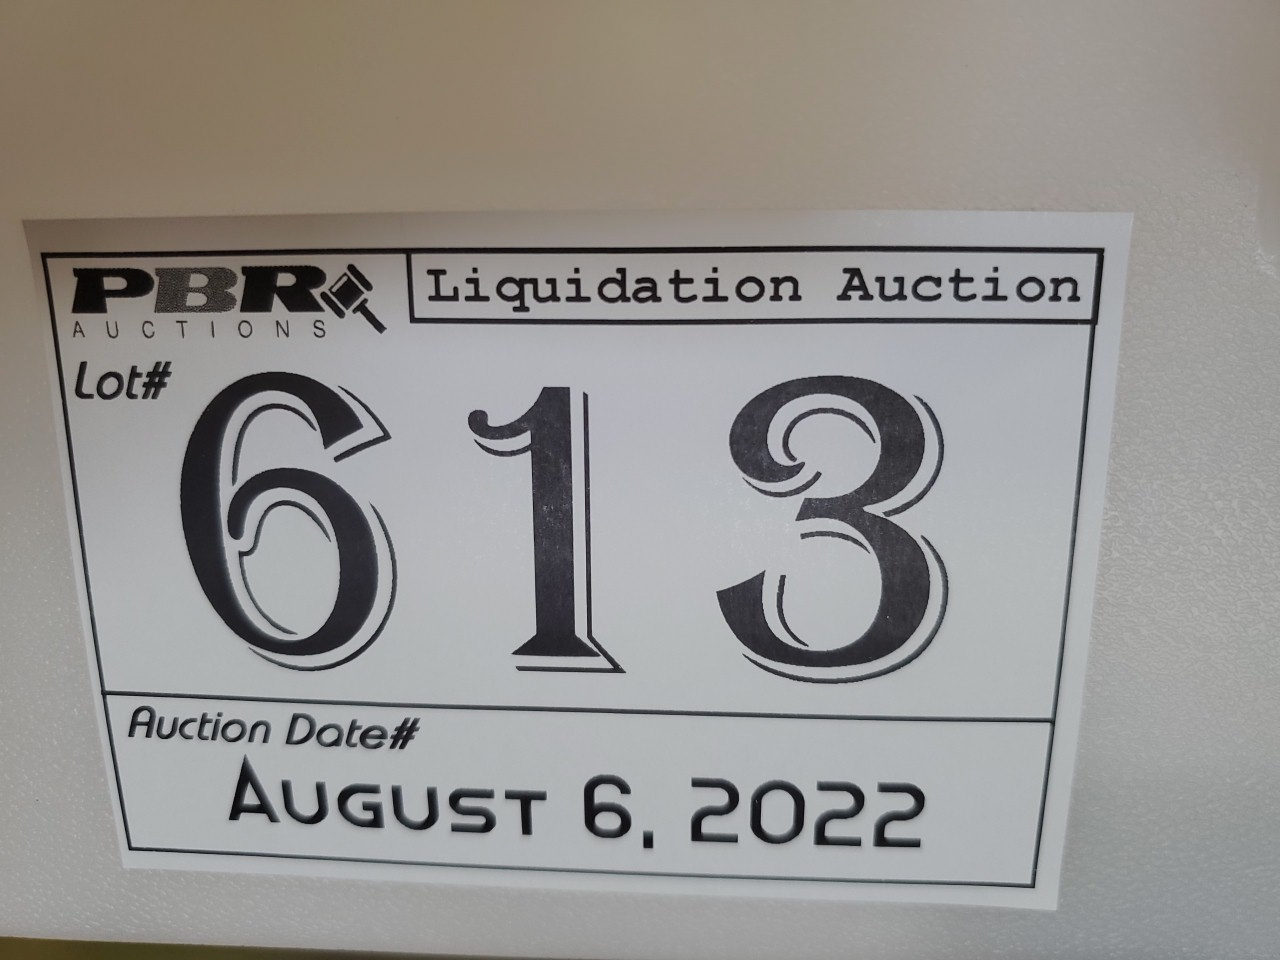 PBR
AUCTIONS
Liquidation Auction
Lot#
613
Auction Date#
August 6, 2022